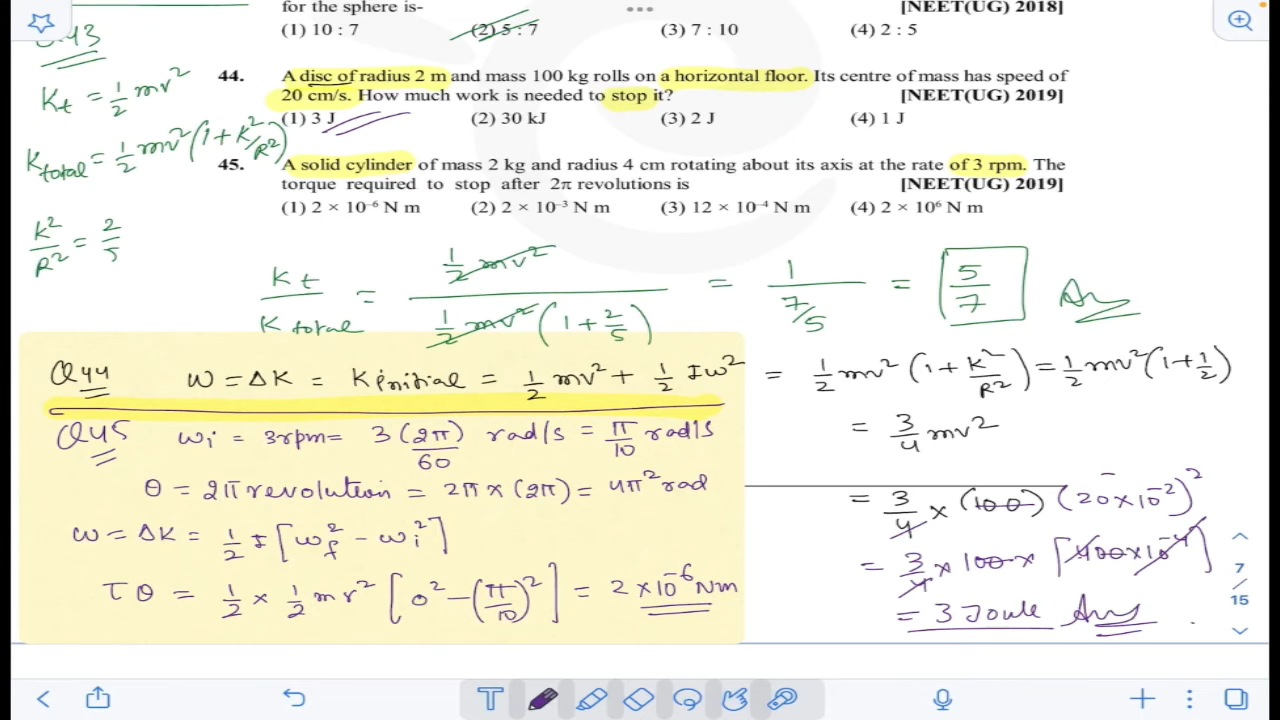 for the sphere is-
[NEET(UG) 2018]
(1) 10 : 7 (2) 5 : 7 (3) 7 : 10 (4) 2 : 5
44. A disc of radius 2 m and mass 100 kg rolls on a horizontal floor. Its centre of mass has speed of
20 cm/s. How much work is needed to stop it? [NEET(UG) 2019]
(1) 3 J (2) 30 kJ (3) 2 J (4) 1 J
45. A solid cylinder of mass 2 kg and radius 4 cm rotating about its axis at the rate of 3 rpm. The
torque required to stop after 2π revolutions is [NEET(UG) 2019]
(1) 2 × 10⁻⁶ N m (2) 2 × 10⁻³ N m (3) 12 × 10⁻⁴ N m (4) 2 × 10⁶ N m
Kt = 1/2 mv²
Ktotal = 1/2 mv² (1 + K²/R²)
K²/R² = 2/5
Kt / Ktotal = 1/2 mv² / 1/2 mv² (1 + 2/5) = 1 / 7/5 = 5/7 Ans
Q44 W = ΔK = Kinitial = 1/2 mv² + 1/2 Iω² = 1/2 mv² (1 + K²/R²) = 1/2 mv² (1 + 1/2)
= 3/4 mv²
= 3/4 × (100) (20×10⁻²)²
= 3/4 × 100 × [400×10⁻⁴]
= 3 Joule Ans
Q45 ωi = 3rpm = 3(2π)/60 rad/s = π/10 rad/s
θ = 2π revolution = 2π × (2π) = 4π² rad
W = ΔK = 1/2 I [ωf² − ωi²]
τθ = 1/2 × 1/2 mr² [0² − (π/10)²] = 2 × 10⁻⁶ Nm
7
/
15
T